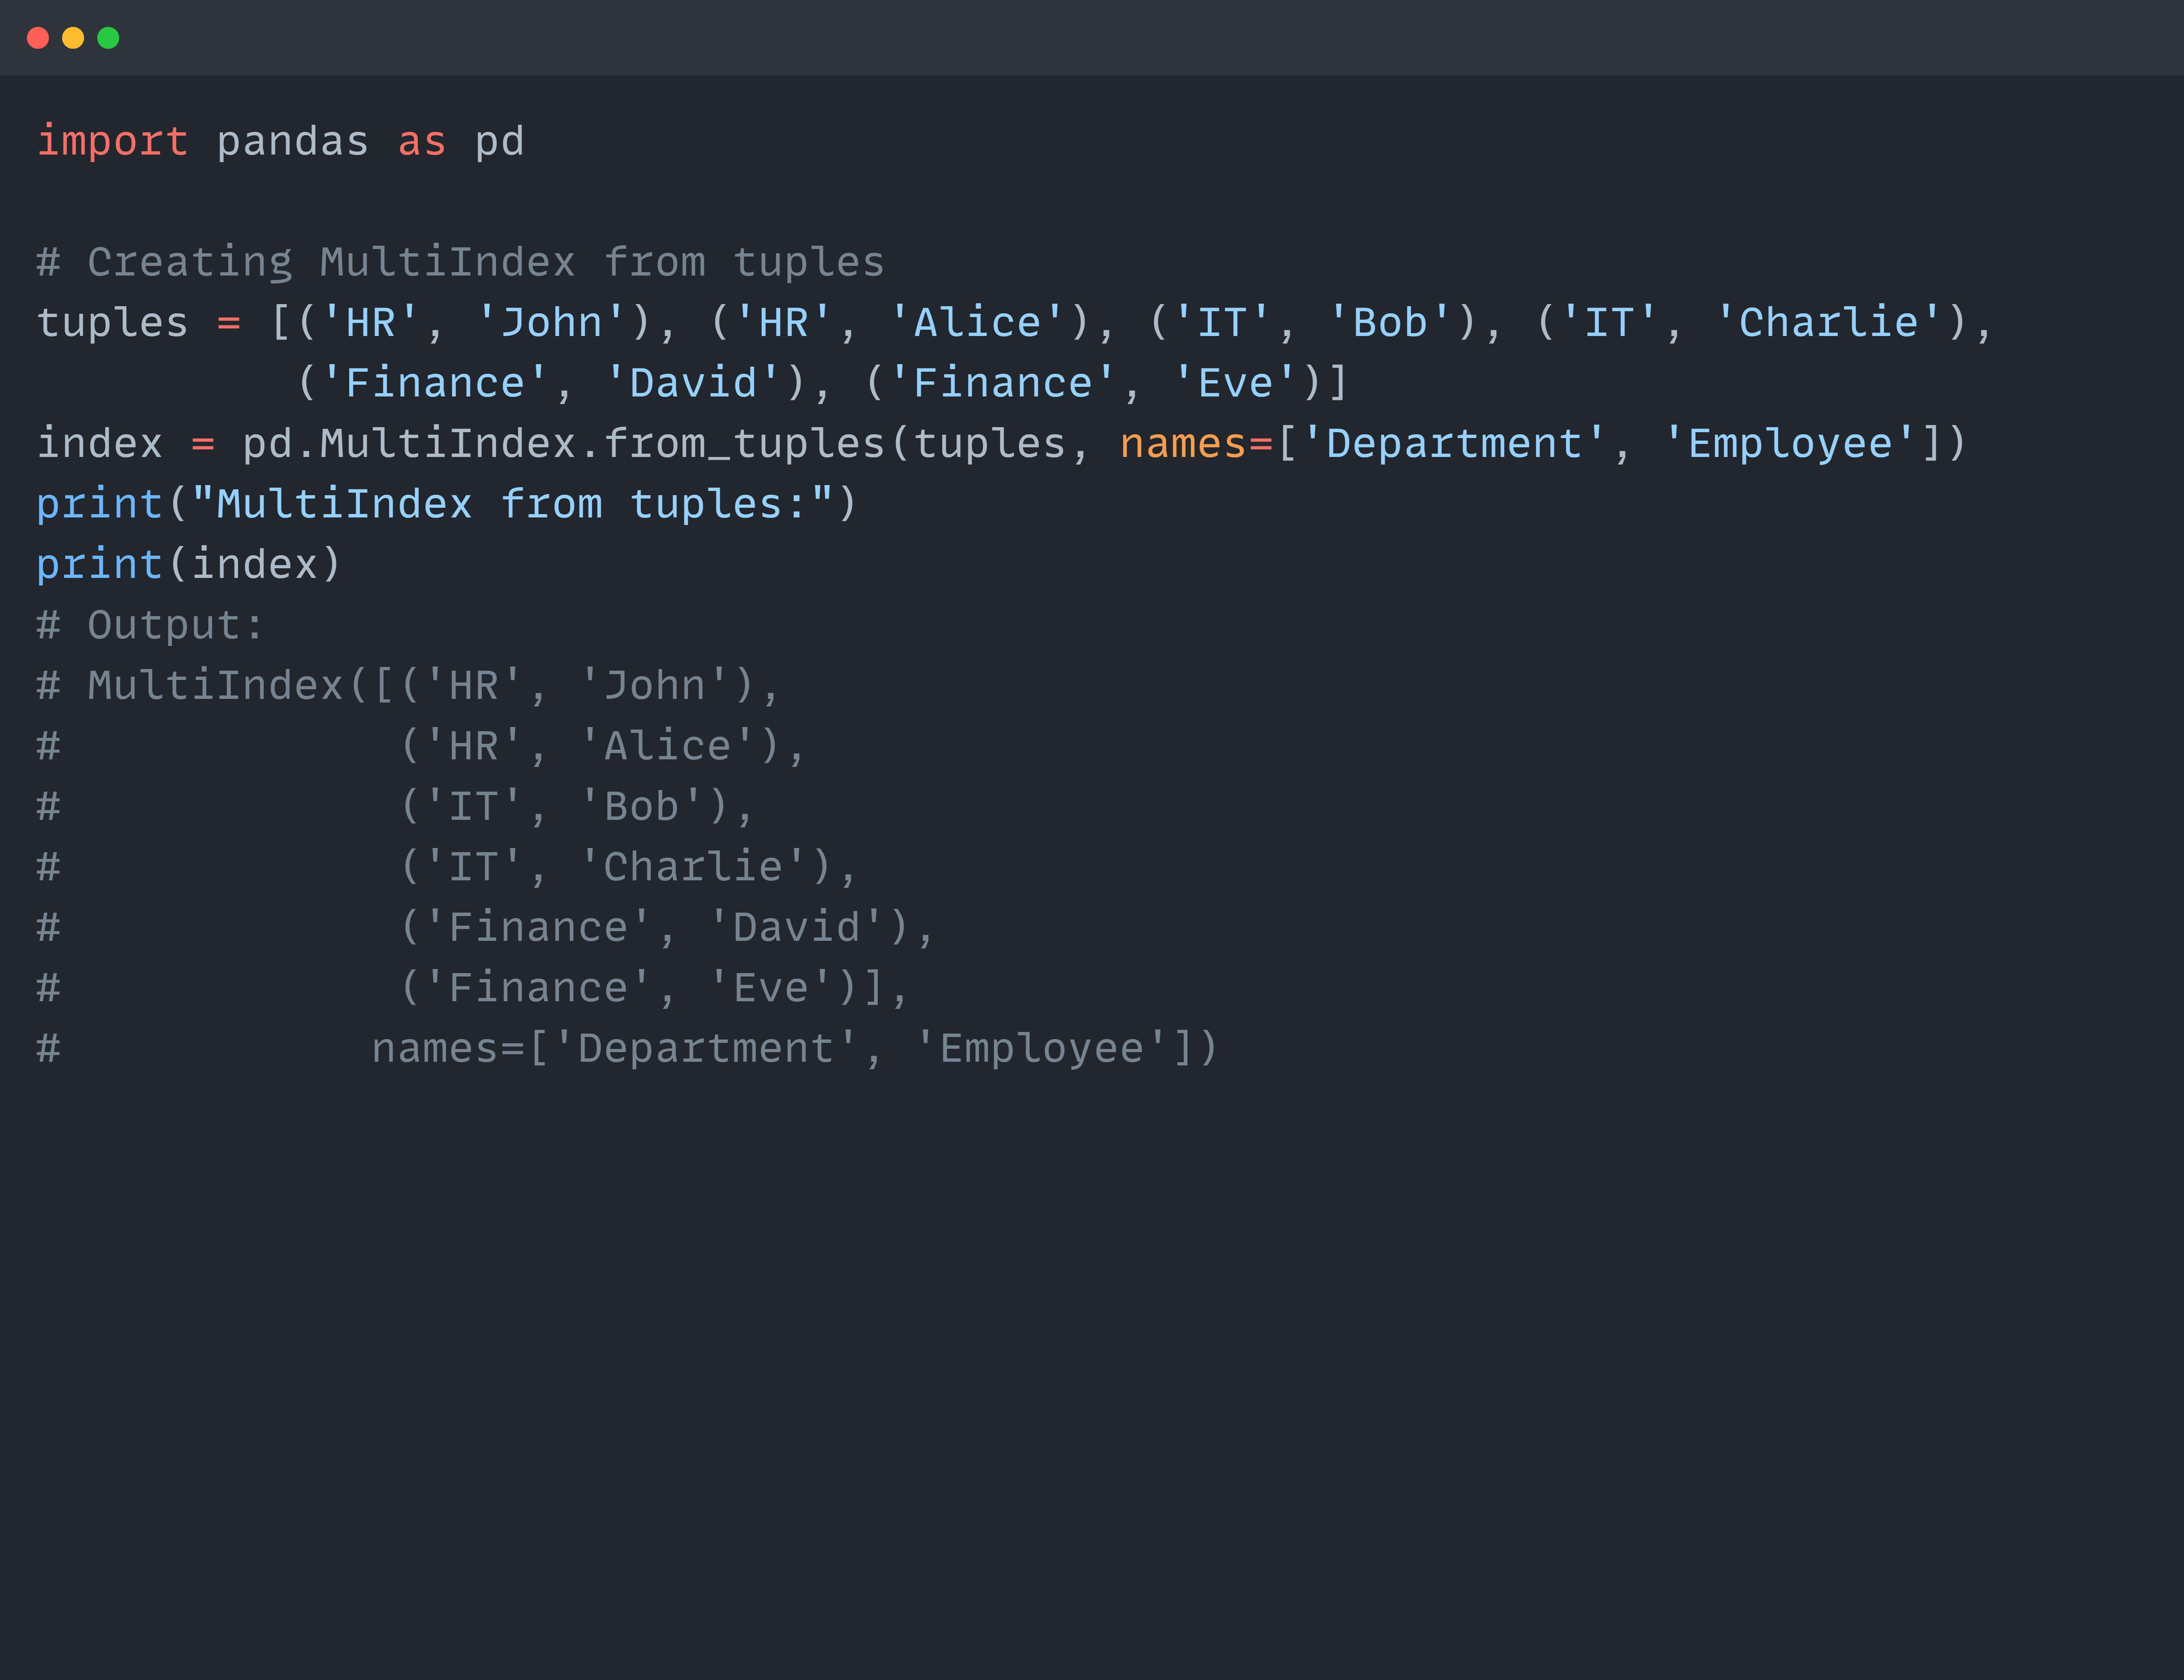 import pandas as pd

# Creating MultiIndex from tuples
tuples = [('HR', 'John'), ('HR', 'Alice'), ('IT', 'Bob'), ('IT', 'Charlie'),
          ('Finance', 'David'), ('Finance', 'Eve')]
index = pd.MultiIndex.from_tuples(tuples, names=['Department', 'Employee'])
print("MultiIndex from tuples:")
print(index)
# Output:
# MultiIndex([('HR', 'John'),
#             ('HR', 'Alice'),
#             ('IT', 'Bob'),
#             ('IT', 'Charlie'),
#             ('Finance', 'David'),
#             ('Finance', 'Eve')],
#            names=['Department', 'Employee'])